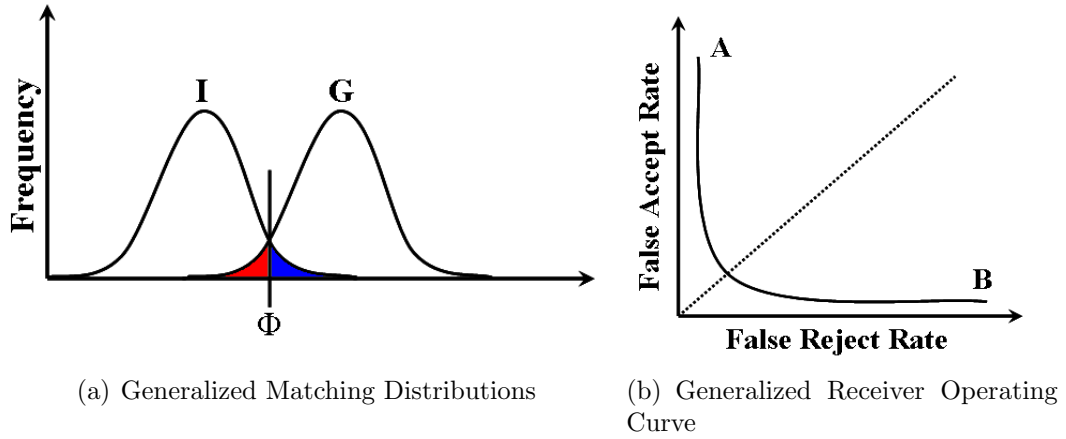 Frequency
I
G
Φ
(a) Generalized Matching Distributions
False Accept Rate
A
B
False Reject Rate
(b) Generalized Receiver Operating
Curve